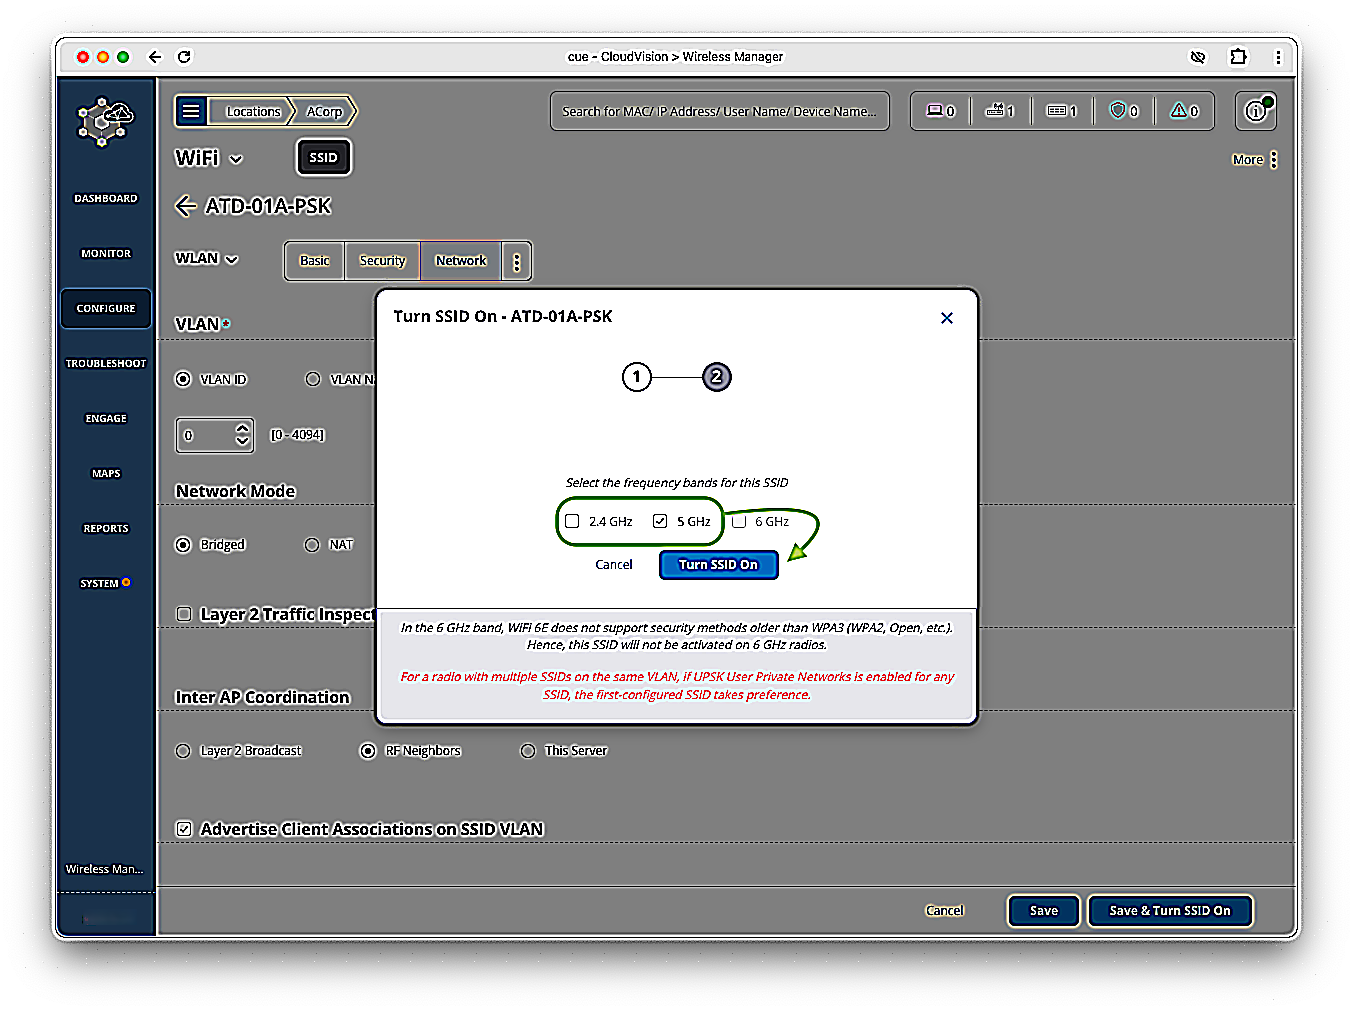 cue - CloudVision > Wireless Manager
Locations
ACorp
Search for MAC/ IP Address/ User Name/ Device Name...
0
1
1
0
0
WiFi
SSID
More
DASHBOARD
MONITOR
CONFIGURE
TROUBLESHOOT
ENGAGE
MAPS
REPORTS
SYSTEM
Wireless Man...
ATD-01A-PSK
WLAN
Basic
Security
Network
VLAN*
VLAN ID
VLAN N
0
[0 - 4094]
Network Mode
Bridged
NAT
Layer 2 Traffic Inspect
Inter AP Coordination
Layer 2 Broadcast
RF Neighbors
This Server
Advertise Client Associations on SSID VLAN
Cancel
Save
Save & Turn SSID On
Turn SSID On - ATD-01A-PSK
1
2
Select the frequency bands for this SSID
2.4 GHz
5 GHz
6 GHz
Cancel
Turn SSID On
In the 6 GHz band, WiFi 6E does not support security methods older than WPA3 (WPA2, Open, etc.).
Hence, this SSID will not be activated on 6 GHz radios.
For a radio with multiple SSIDs on the same VLAN, if UPSK User Private Networks is enabled for any
SSID, the first-configured SSID takes preference.